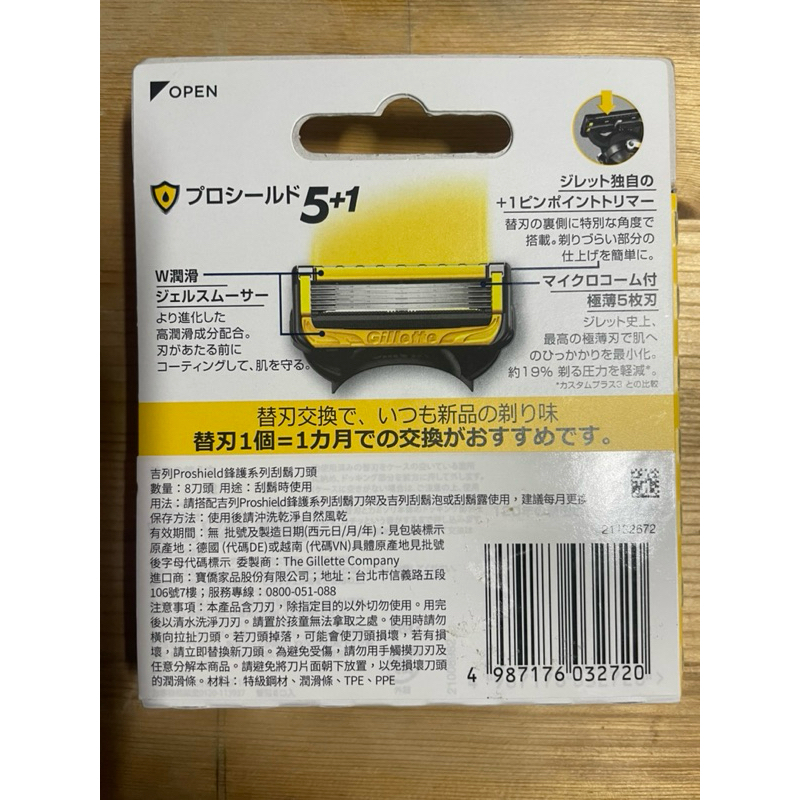 OPEN
プロシールド5+1
ジレット独自の
+1ピンポイントトリマー
替刃の裏側に特別な角度で
搭載。剃りづらい部分の
仕上げを簡単に。
W潤滑
ジェルスムーサー
より進化した
高潤滑成分配合。
刃があたる前に
コーティングして、肌を守る。
Gillette
マイクロコーム付
極薄5枚刃
ジレット史上、
最高の極薄刃で肌へ
のひっかかりを最小化。
約19% 剃る圧力を軽減*。
*カスタムプラス3 との比較
替刃交換で、いつも新品の剃り味
替刃1個=1カ月での交換がおすすめです。
吉列Proshield鋒護系列刮鬍刀頭
數量：8刀頭 用途：刮鬍時使用
用法：請搭配吉列Proshield鋒護系列刮鬍刀架及吉列刮鬍泡或刮鬍露使用，建議每月更
保存方法：使用後請沖洗乾淨自然風乾
有效期間：無 批號及製造日期(西元日/月/年)：見包裝標示
原產地：德國 (代碼DE)或越南 (代碼VN)具體原產地見批號
後字母代碼標示 委製商：The Gillette Company
進口商：寶僑家品股份有限公司；地址：台北市信義路五段
106號7樓；服務專線：0800-051-088
注意事項：本產品含刀刃，除指定目的以外切勿使用。用完
後以清水洗淨刀刃。請置於孩童無法拿取之處。使用時請勿
橫向拉扯刀頭。若刀頭掉落，可能會使刀頭損壞，若有損
壞，請立即替換新刀頭。為避免受傷，請勿用手觸摸刀刃及
任意分解本商品。請避免將刀片面朝下放置，以免損壞刀頭
的潤滑條。材料：特級鋼材、潤滑條、TPE、PPE
4 987176 032720